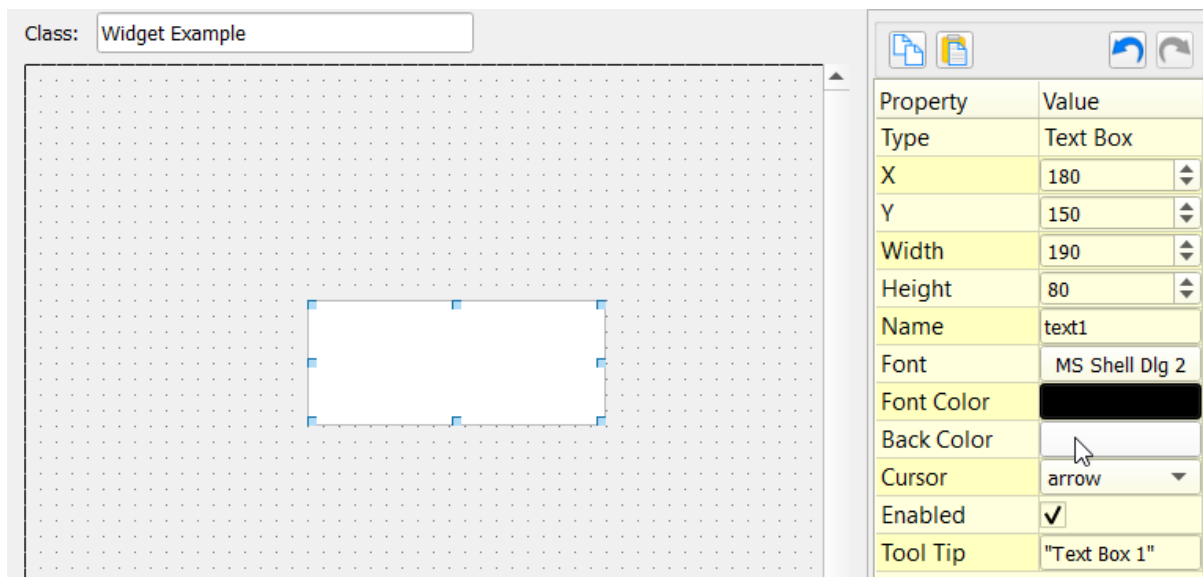 Class: Widget Example
Property Value
Type Text Box
X 180
Y 150
Width 190
Height 80
Name text1
Font MS Shell Dlg 2
Font Color
Back Color
Cursor arrow
Enabled
Tool Tip "Text Box 1"